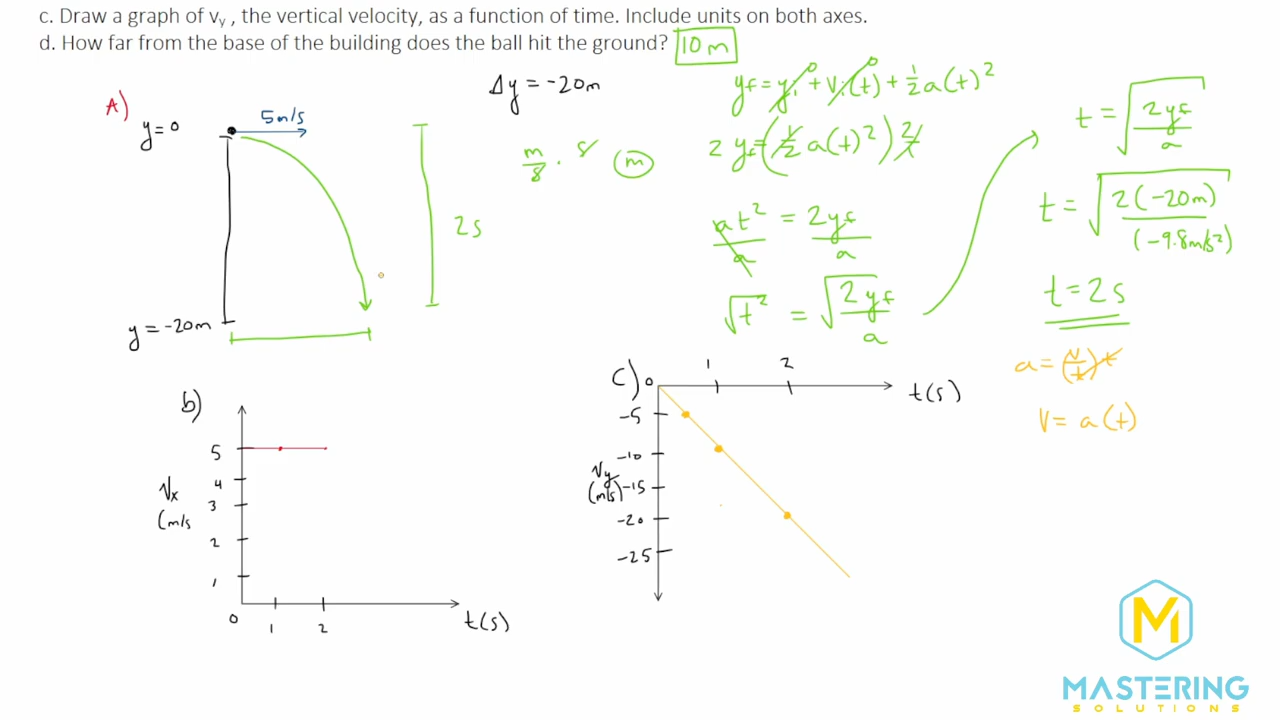 c. Draw a graph of vy , the vertical velocity, as a function of time. Include units on both axes.
d. How far from the base of the building does the ball hit the ground? 10 m
A)
y = 0
5 m/s
y = -20m
2s
Δy = -20m
m/s · s (m)
yf = yi + vi(t) + 1/2 a(t)²
2 yf = (1/2 a(t)²) 2/1
at²/a = 2yf/a
√t² = √(2yf/a)
t = √(2yf/a)
t = √(2(-20m)/(-9.8m/s²))
t = 2s
a = (v/t) t
v = a(t)
b)
Vx
(m/s
5
4
3
2
1
0
1
2
t(s)
c)
0
1
2
t(s)
-5
-10
-15
-20
-25
Vy
(m/s)
M
MASTERING
SOLUTIONS